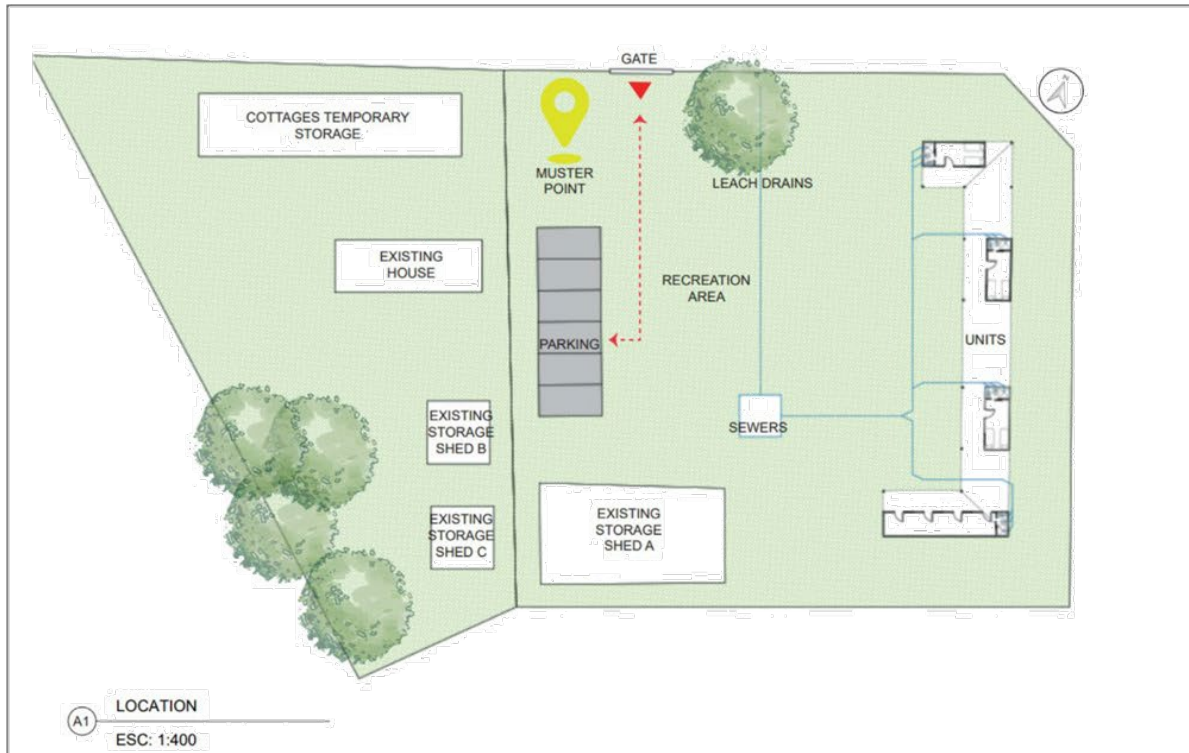 GATE
COTTAGES TEMPORARY
STORAGE
MUSTER
POINT
LEACH DRAINS
N
EXISTING
HOUSE
RECREATION
AREA
PARKING
UNITS
EXISTING
STORAGE
SHED B
SEWERS
EXISTING
STORAGE
SHED C
EXISTING
STORAGE
SHED A
A1
LOCATION
ESC: 1:400